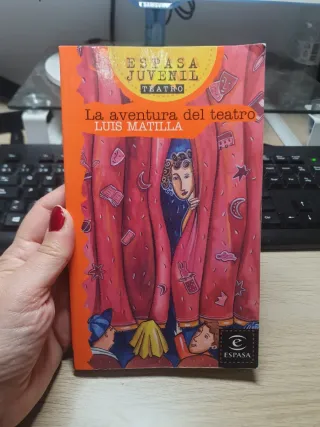 ESPASA
JUVENIL
TEATRO
La aventura del teatro
LUIS MATILLA
e
ESPASA